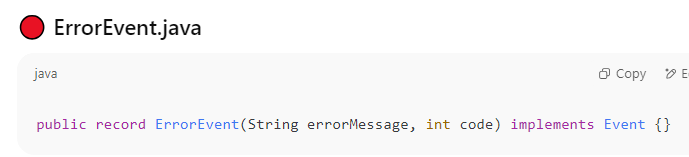 ErrorEvent.java
java
Copy
public record ErrorEvent(String errorMessage, int code) implements Event {}